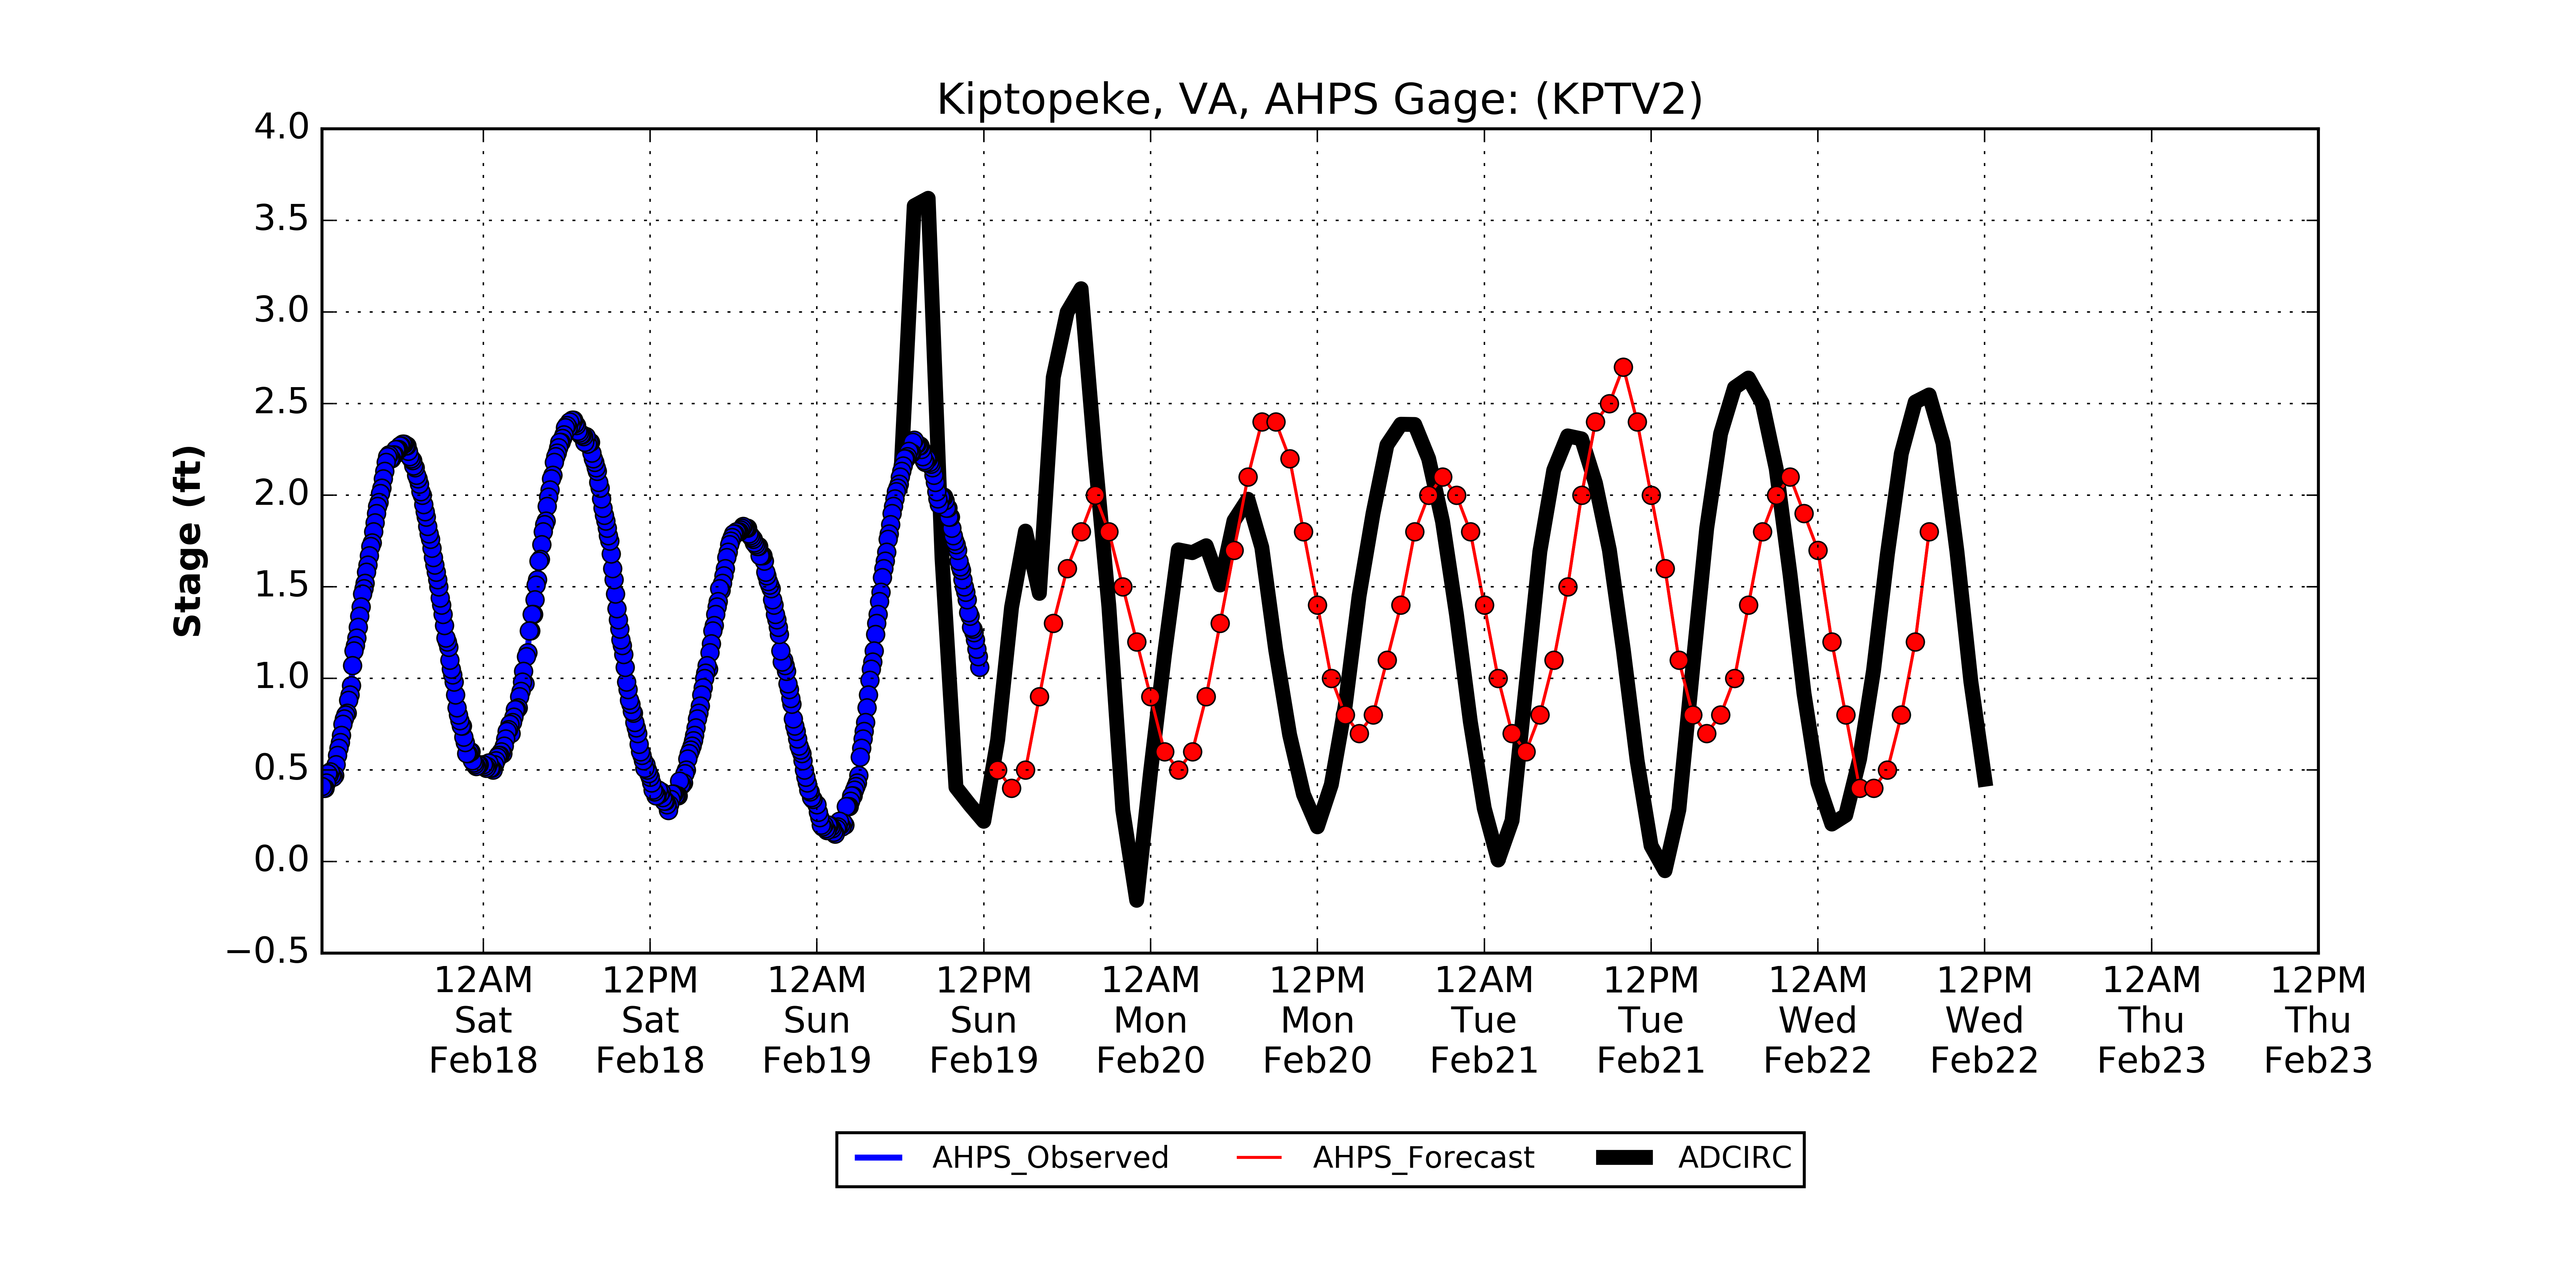 Kiptopeke, VA, AHPS Gage: (KPTV2)
Stage (ft)
4.0
3.5
3.0
2.5
2.0
1.5
1.0
0.5
0.0
−0.5
12AM 12PM 12AM 12PM 12AM 12PM 12AM 12PM 12AM 12PM 12AM 12PM
Sat Sat Sun Sun Mon Mon Tue Tue Wed Wed Thu Thu
Feb18 Feb18 Feb19 Feb19 Feb20 Feb20 Feb21 Feb21 Feb22 Feb22 Feb23 Feb23
AHPS_Observed AHPS_Forecast ADCIRC